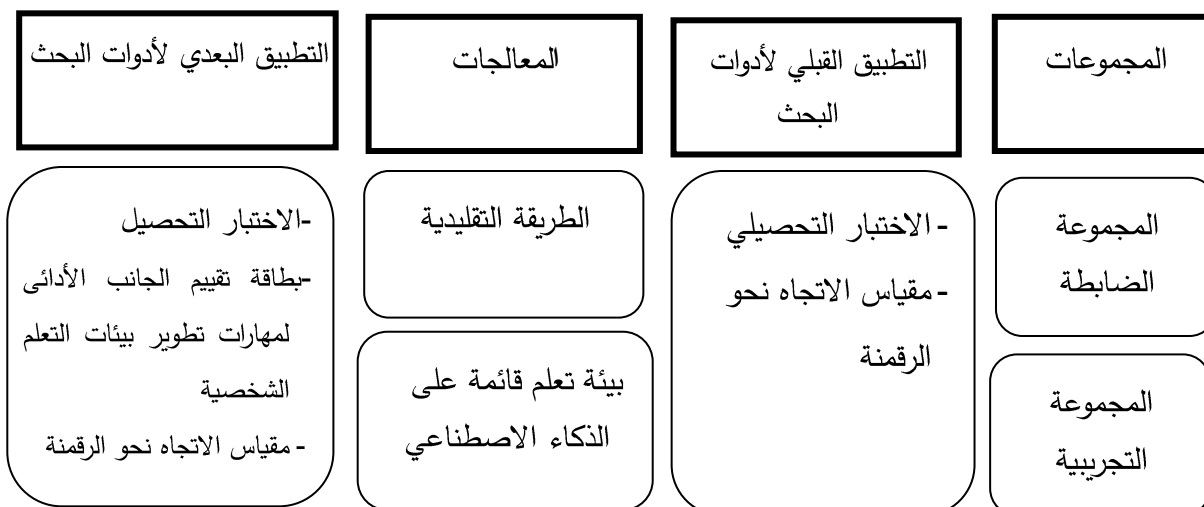 المجموعات
التطبيق القبلي لأدوات
البحث
المعالجات
التطبيق البعدي لأدوات البحث
المجموعة
الضابطة
المجموعة
التجريبية
- الاختبار التحصيلي
- مقياس الاتجاه نحو
الرقمنة
الطريقة التقليدية
بيئة تعلم قائمة على
الذكاء الاصطناعي
-الاختبار التحصيل
-بطاقة تقييم الجانب الأدائى
لمهارات تطوير بيئات التعلم
الشخصية
- مقياس الاتجاه نحو الرقمنة